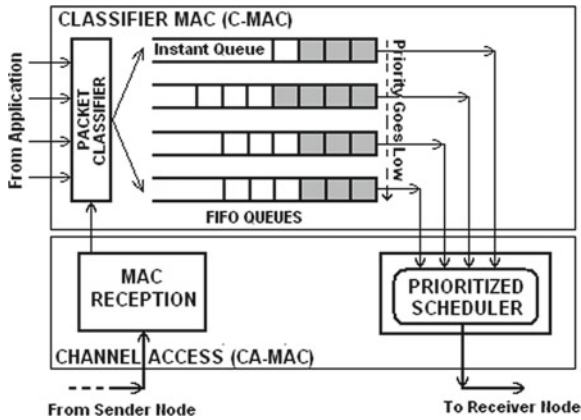 CLASSIFIER MAC (C-MAC)
From Application
PACKET
CLASSIFIER
Instant Queue
Priority Goes Low
FIFO QUEUES
MAC
RECEPTION
PRIORITIZED
SCHEDULER
CHANNEL ACCESS (CA-MAC)
From Sender Node
To Receiver Node